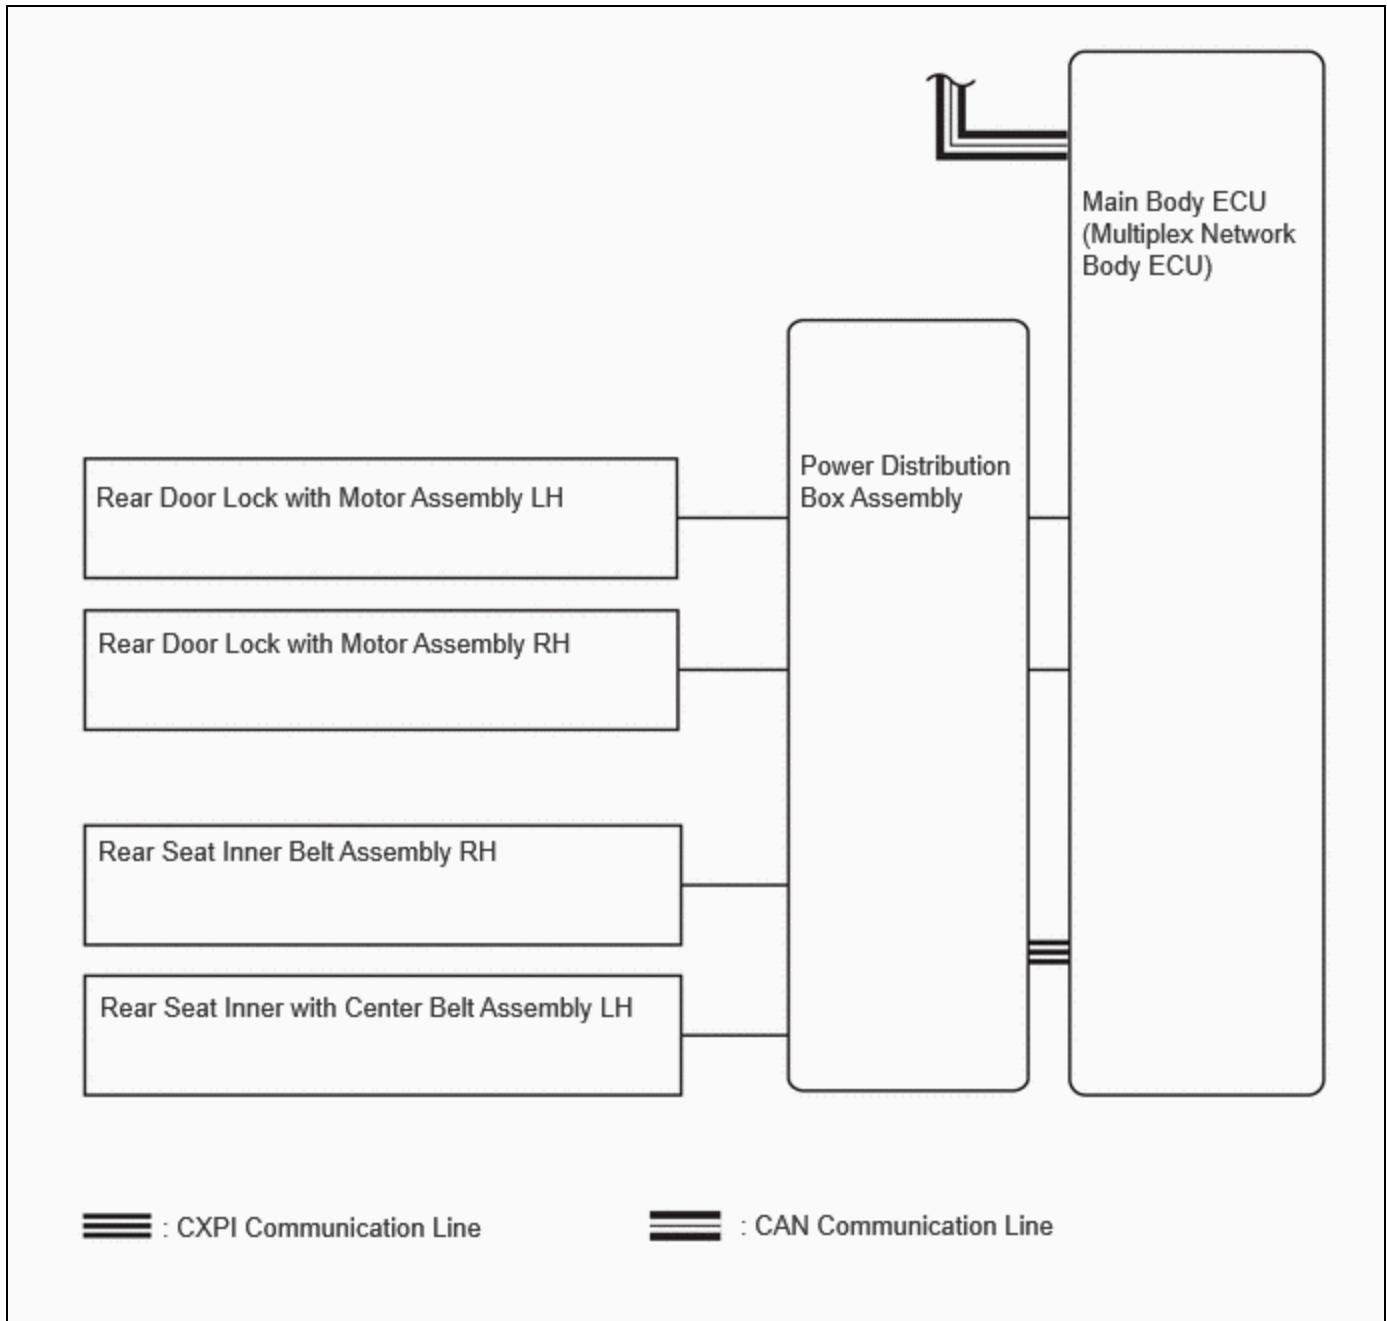 Main Body ECU
(Multiplex Network
Body ECU)
Power Distribution
Box Assembly
Rear Door Lock with Motor Assembly LH
Rear Door Lock with Motor Assembly RH
Rear Seat Inner Belt Assembly RH
Rear Seat Inner with Center Belt Assembly LH
: CXPI Communication Line
: CAN Communication Line